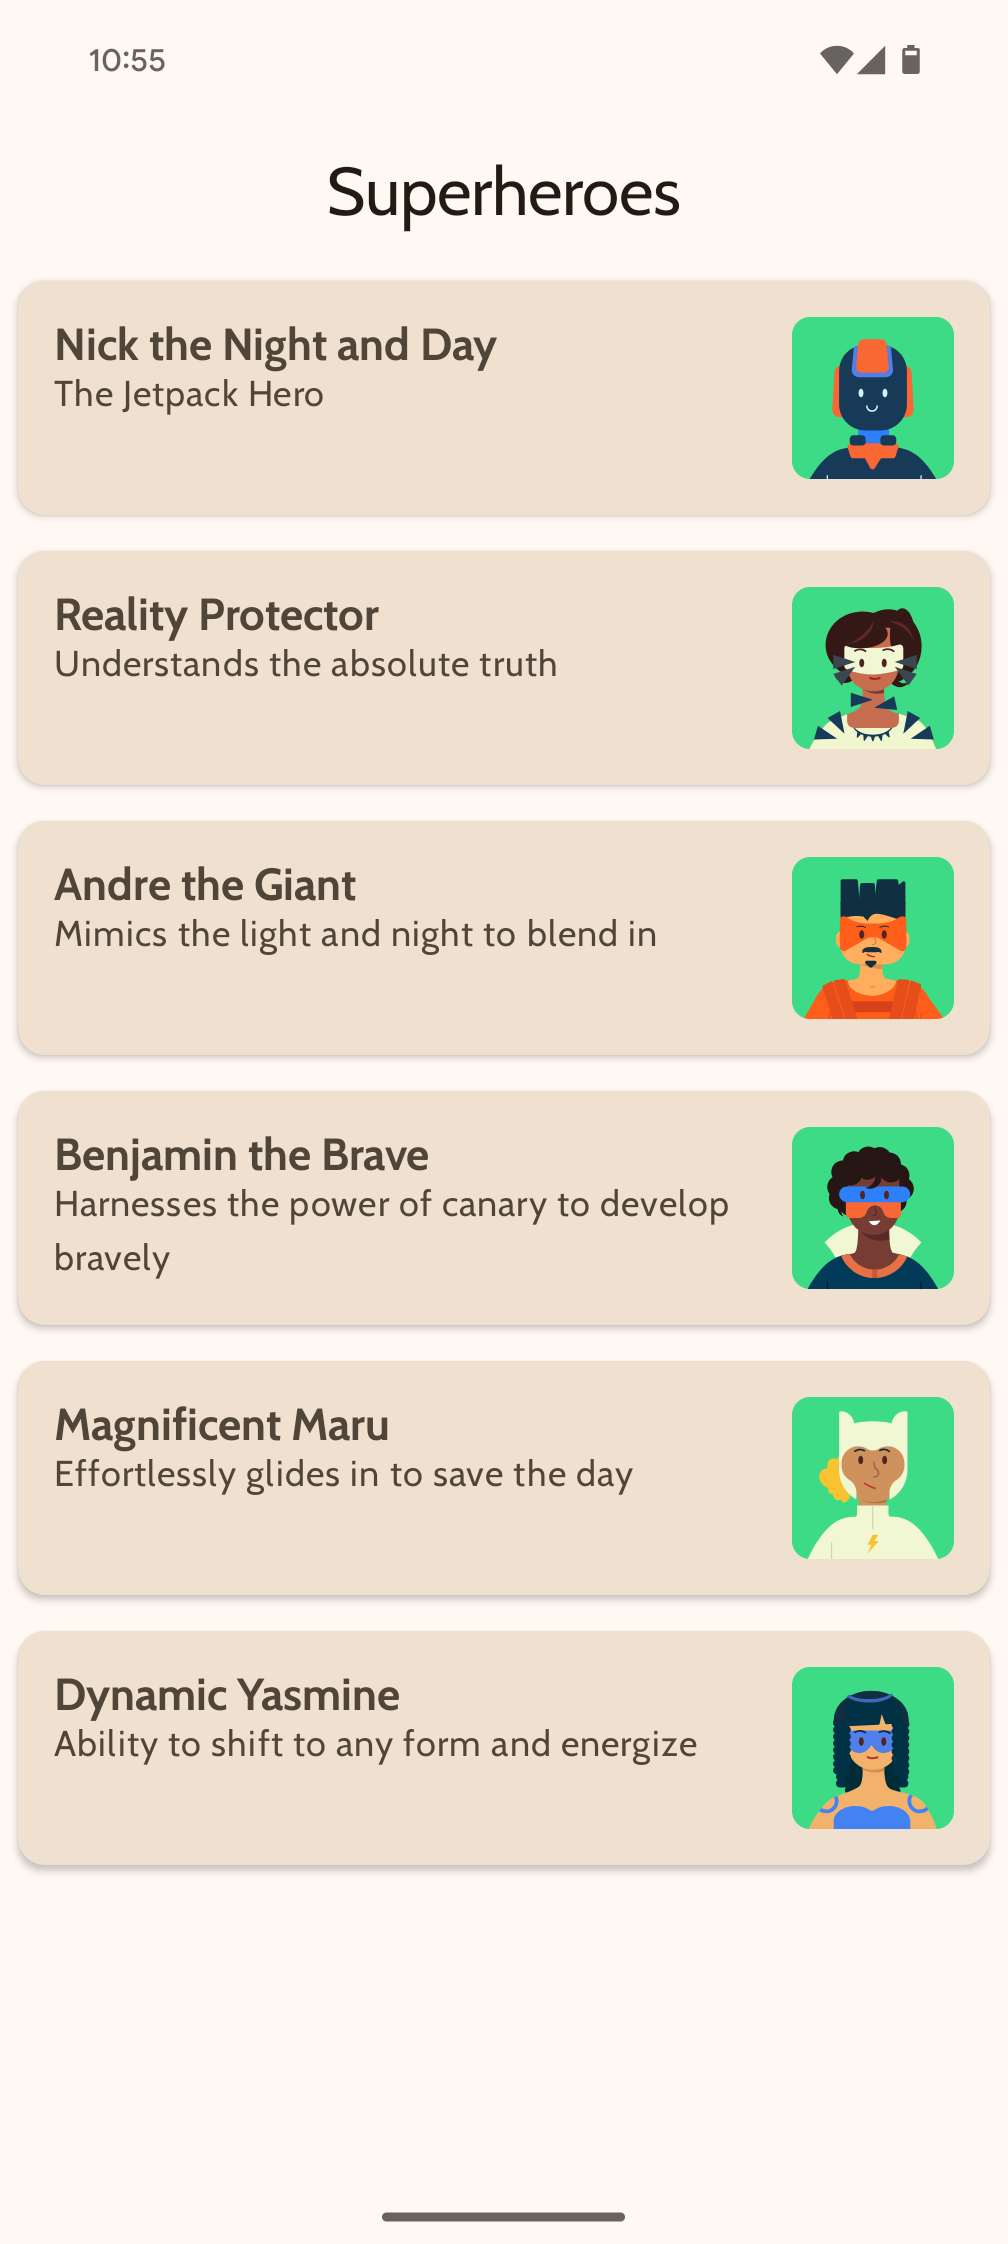 10:55
Superheroes
Nick the Night and Day
The Jetpack Hero
Reality Protector
Understands the absolute truth
Andre the Giant
Mimics the light and night to blend in
Benjamin the Brave
Harnesses the power of canary to develop
bravely
Magnificent Maru
Effortlessly glides in to save the day
Dynamic Yasmine
Ability to shift to any form and energize